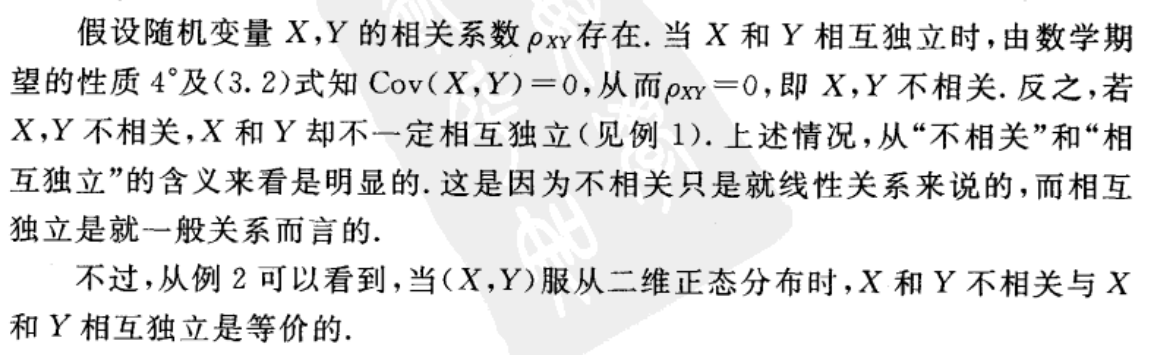 假设随机变量 X,Y 的相关系数 ρXY 存在. 当 X 和 Y 相互独立时,由数学期
望的性质 4°及(3.2)式知 Cov(X,Y)=0,从而ρXY=0,即 X,Y 不相关. 反之,若
X,Y 不相关,X 和 Y 却不一定相互独立(见例 1). 上述情况,从“不相关”和“相
互独立”的含义来看是明显的. 这是因为不相关只是就线性关系来说的,而相互
独立是就一般关系而言的.
不过,从例 2 可以看到,当(X,Y)服从二维正态分布时,X 和 Y 不相关与 X
和 Y 相互独立是等价的.